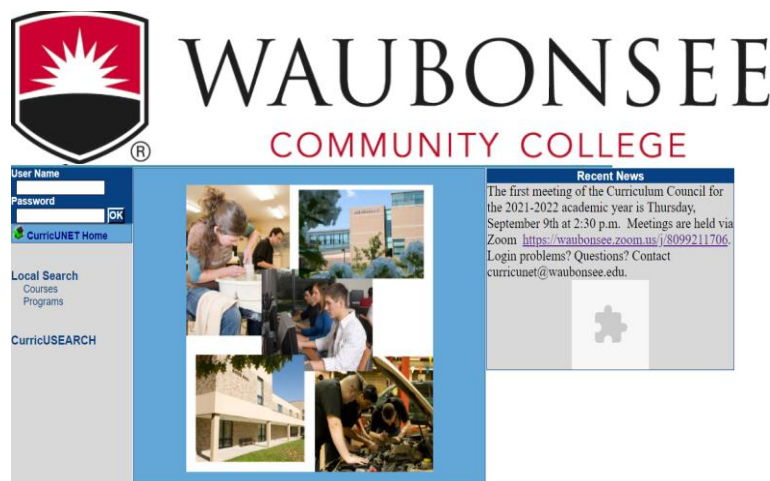 WAUBONSEE
®
COMMUNITY COLLEGE
User Name
Password
OK
CurricUNET Home
Local Search
Courses
Programs
CurricUSEARCH
Recent News
The first meeting of the Curriculum Council for
the 2021-2022 academic year is Thursday,
September 9th at 2:30 p.m. Meetings are held via
Zoom https://waubonsee.zoom.us/j/8099211706.
Login problems? Questions? Contact
curricunet@waubonsee.edu.